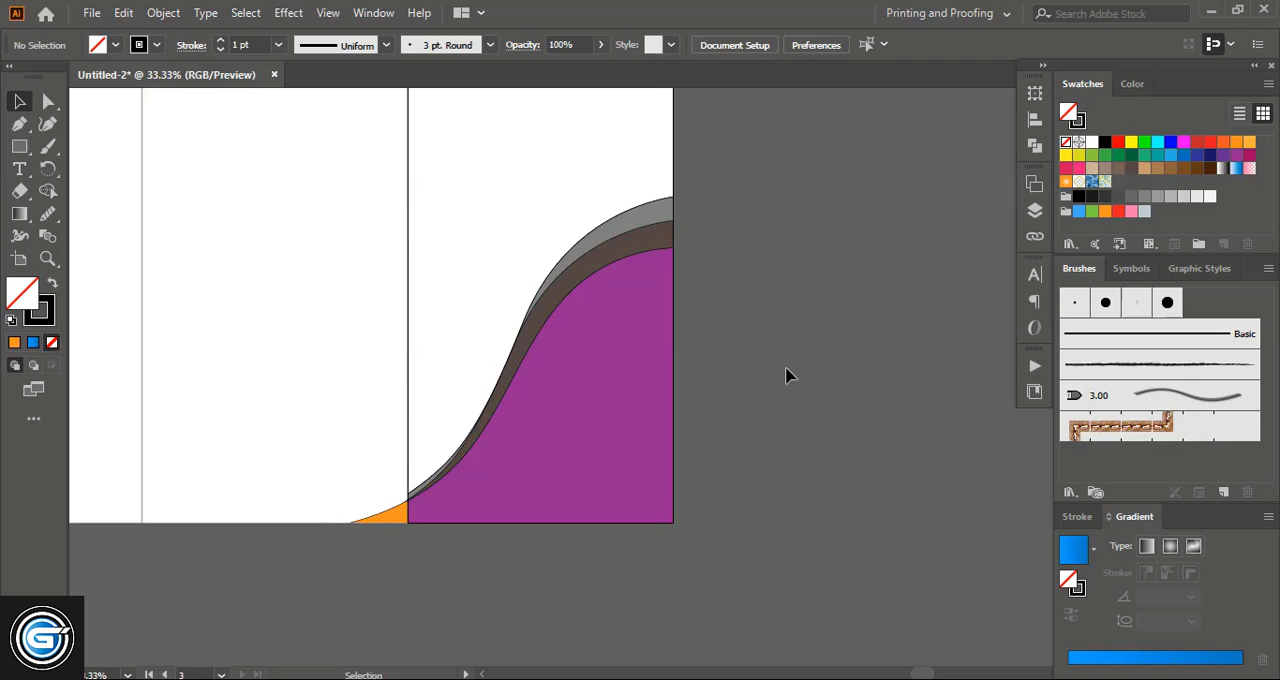 Ai File Edit Object Type Select Effect View Window Help Printing and Proofing Search Adobe Stock
No Selection Stroke: 1 pt Uniform 3 pt. Round Opacity: 100% Style: Document Setup Preferences
Untitled-2* @ 33.33% (RGB/Preview)
Swatches Color
Brushes Symbols Graphic Styles
Basic
3.00
Stroke Gradient
Type:
Stroke:
3 Selection